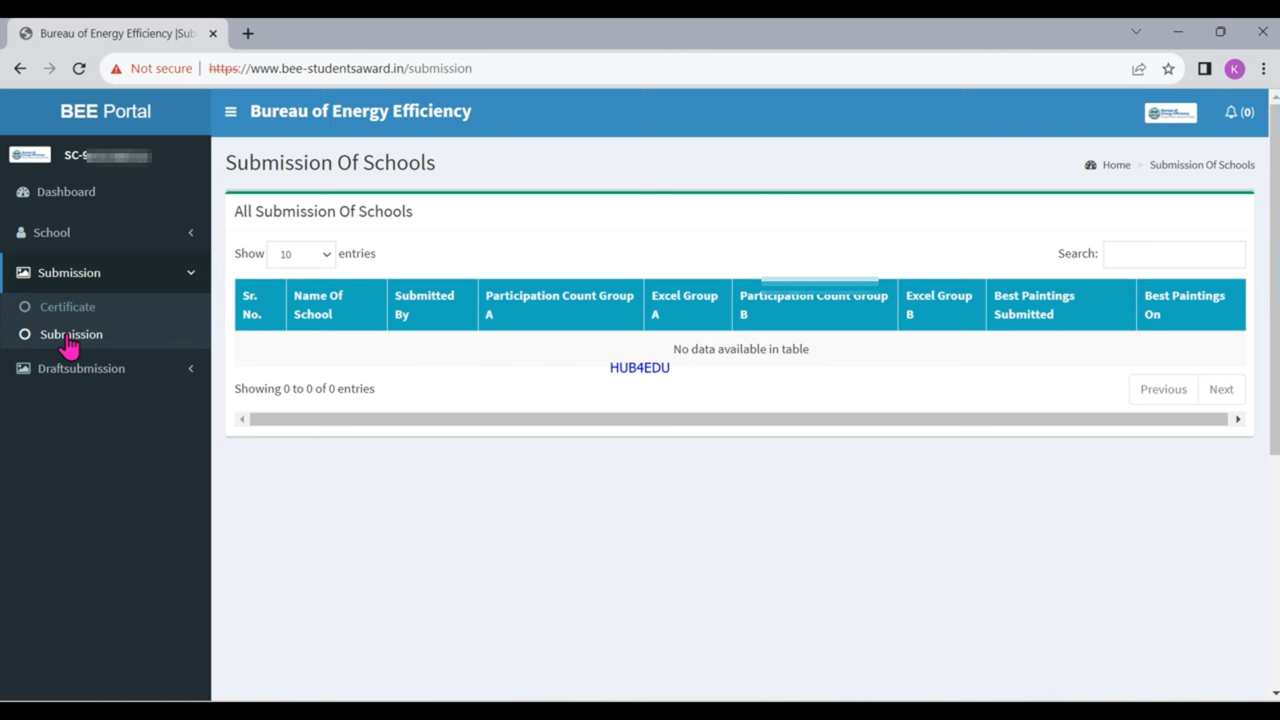 Bureau of Energy Efficiency |Sub
Not secure | https://www.bee-studentsaward.in/submission
K
BEE Portal
Bureau of Energy Efficiency
(0)
SC-9
Submission Of Schools
Home > Submission Of Schools
Dashboard
School
Submission
Certificate
Submission
Draftsubmission
All Submission Of Schools
Show 10 entries
Search:
Sr. No.
Name Of School
Submitted By
Participation Count Group A
Excel Group A
Participation Count Group B
Excel Group B
Best Paintings Submitted
Best Paintings On
No data available in table
HUB4EDU
Showing 0 to 0 of 0 entries
Previous
Next